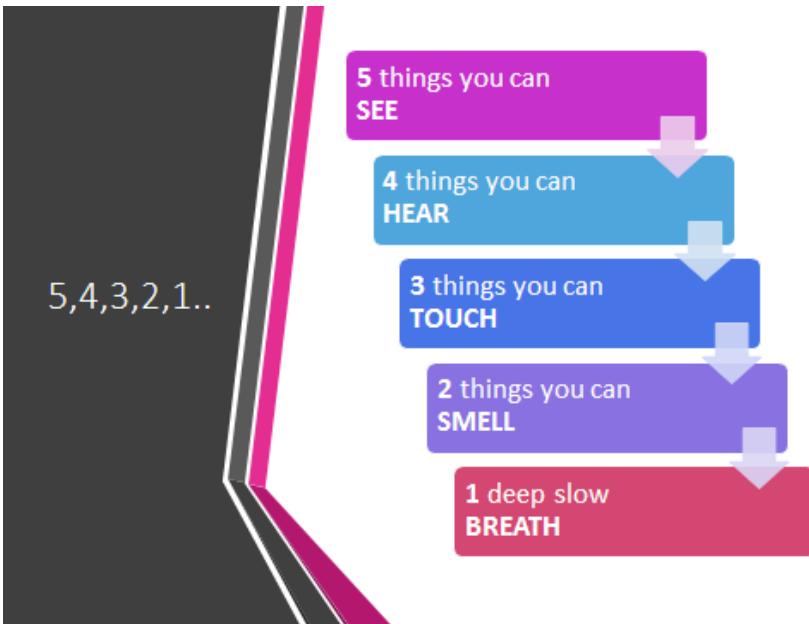 5,4,3,2,1..
5 things you can
SEE
4 things you can
HEAR
3 things you can
TOUCH
2 things you can
SMELL
1 deep slow
BREATH